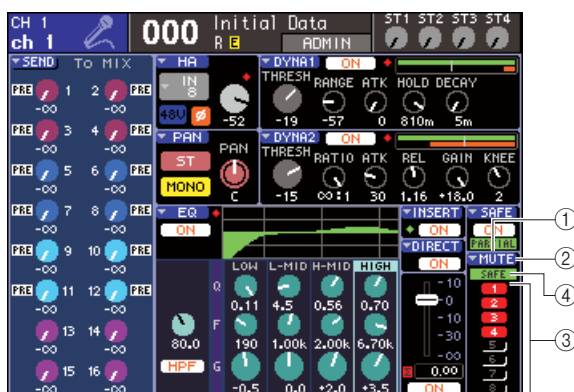 CH 1
ch 1
000
Initial Data
R E
ADMIN
ST1 ST2 ST3 ST4
SEND To MIX
PRE 1 2 PRE
-∞ -∞
PRE 3 4 PRE
-∞ -∞
PRE 5 6 PRE
-∞ -∞
PRE 7 8 PRE
-∞ -∞
PRE 9 10 PRE
-∞ -∞
PRE 11 12 PRE
-∞ -∞
13 14
-∞ -∞
15 16
-∞ -∞
HA
IN 8
48V Ø
-52
PAN
ST
MONO
PAN
C
DYNA1 ON
THRESH RANGE ATK HOLD DECAY
-19 -57 0 810m 5m
DYNA2 ON
THRESH RATIO ATK REL GAIN KNEE
-15 ∞:1 30 1.16 +18.0 2
EQ
ON
LOW L-MID H-MID HIGH
Q
0.11 4.5 0.56 0.70
F
80.0 190 1.00k 2.00k 6.70k
HPF
G
-0.5 0.0 +2.0 +3.5
INSERT
ON
DIRECT
ON
-10
-0
-10
-30
-∞
0.00
ON
SAFE
ON
PARTIAL
MUTE
SAFE
1
2
3
4
5
6
7
8
①
②
④
③